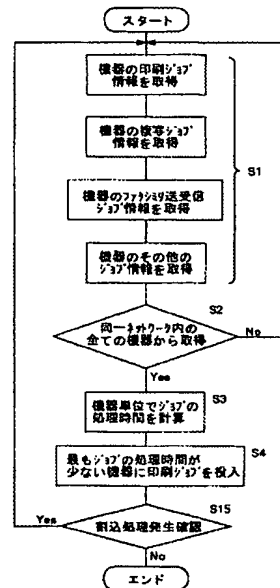 スタート
機器の印刷ジョブ
情報を取得
機器の複写ジョブ
情報を取得
機器のファクシミリ送受信
ジョブ情報を取得
機器のその他の
ジョブ情報を取得
S1
S2
同一ネットワーク内の
全ての機器から取得
No
Yes
S3
機器単位でジョブの
処理時間を計算
S4
最もジョブの処理時間が
少ない機器に印刷ジョブを投入
S15
Yes
割込処理発生確認
No
エンド